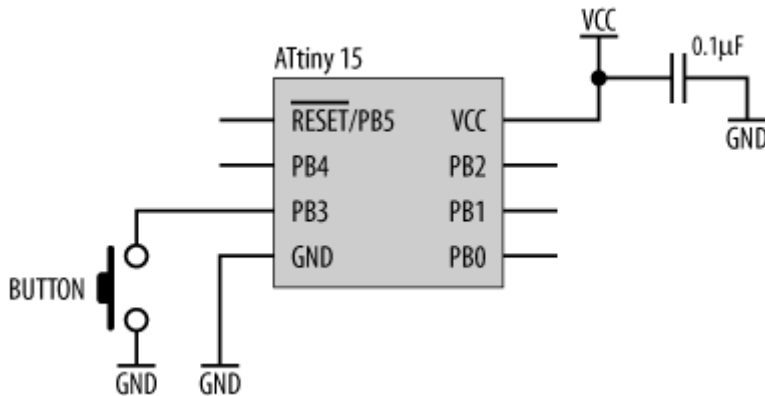 VCC
0.1µF
GND
ATtiny 15
RESET/PB5
VCC
PB4
PB2
PB3
PB1
GND
PB0
BUTTON
GND
GND